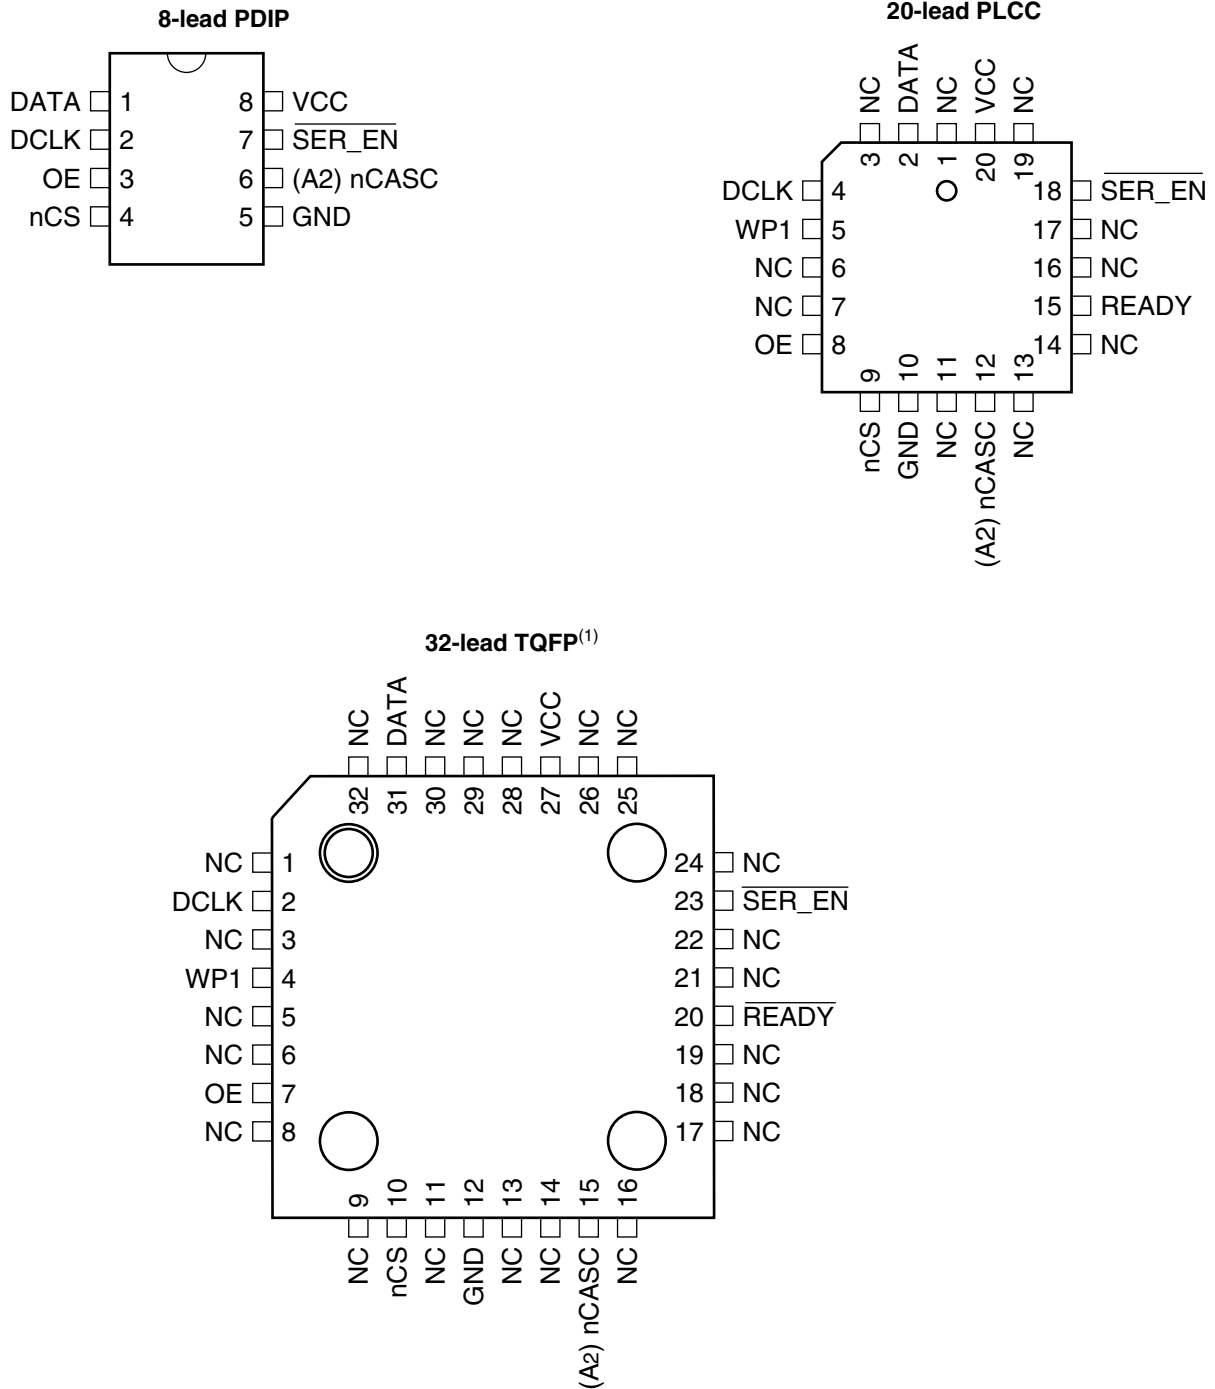 8-lead PDIP
DATA 1 8 VCC
DCLK 2 7 SER_EN
OE 3 6 (A2) nCASC
nCS 4 5 GND
20-lead PLCC
NC DATA NC VCC NC
3 2 1 20 19
DCLK 4 18 SER_EN
WP1 5 17 NC
NC 6 16 NC
NC 7 15 READY
OE 8 14 NC
9 10 11 12 13
nCS GND NC (A2) nCASC NC
32-lead TQFP(1)
NC DATA NC NC NC VCC NC NC
32 31 30 29 28 27 26 25
NC 1 24 NC
DCLK 2 23 SER_EN
NC 3 22 NC
WP1 4 21 NC
NC 5 20 READY
NC 6 19 NC
OE 7 18 NC
NC 8 17 NC
9 10 11 12 13 14 15 16
NC nCS NC GND NC NC (A2) nCASC NC